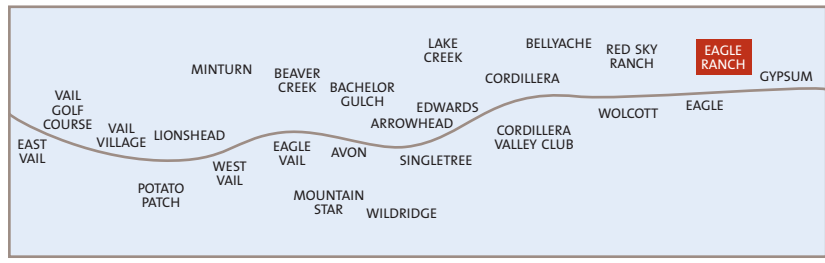 LAKE
CREEK
BELLYACHE
RED SKY
RANCH
EAGLE
RANCH
MINTURN
BEAVER
CREEK
BACHELOR
GULCH
CORDILLERA
GYPSUM
VAIL
GOLF
COURSE
EDWARDS
EAGLE
WOLCOTT
ARROWHEAD
VAIL
VILLAGE
LIONSHEAD
CORDILLERA
VALLEY CLUB
EAST
VAIL
EAGLE
VAIL
AVON
SINGLETREE
WEST
VAIL
POTATO
PATCH
MOUNTAIN
STAR
WILDRIDGE